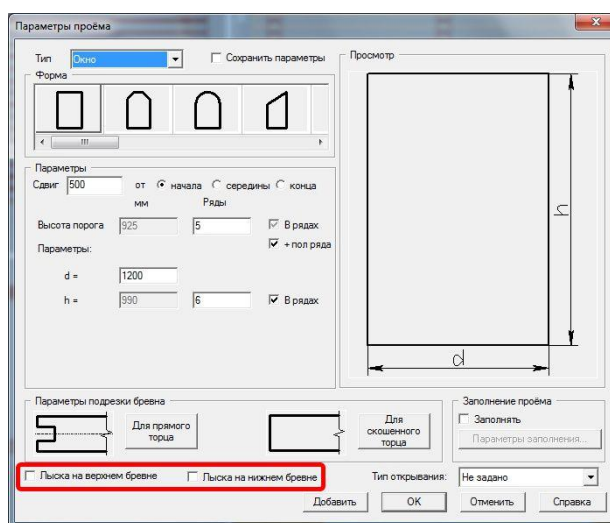 Параметры проёма
Тип Окно Сохранить параметры
Форма
Просмотр
Параметры
Сдвиг 500 от начала середины конца
мм Ряды
Высота порога 925 5 В рядах
Параметры: + пол ряда
d = 1200
h = 990 6 В рядах
h
d
Параметры подрезки бревна
Для прямого торца
Для скошенного торца
Заполнение проёма
Заполнять
Параметры заполнения...
Лыска на верхнем бревне Лыска на нижнем бревне Тип открывания: Не задано
Добавить OK Отменить Справка